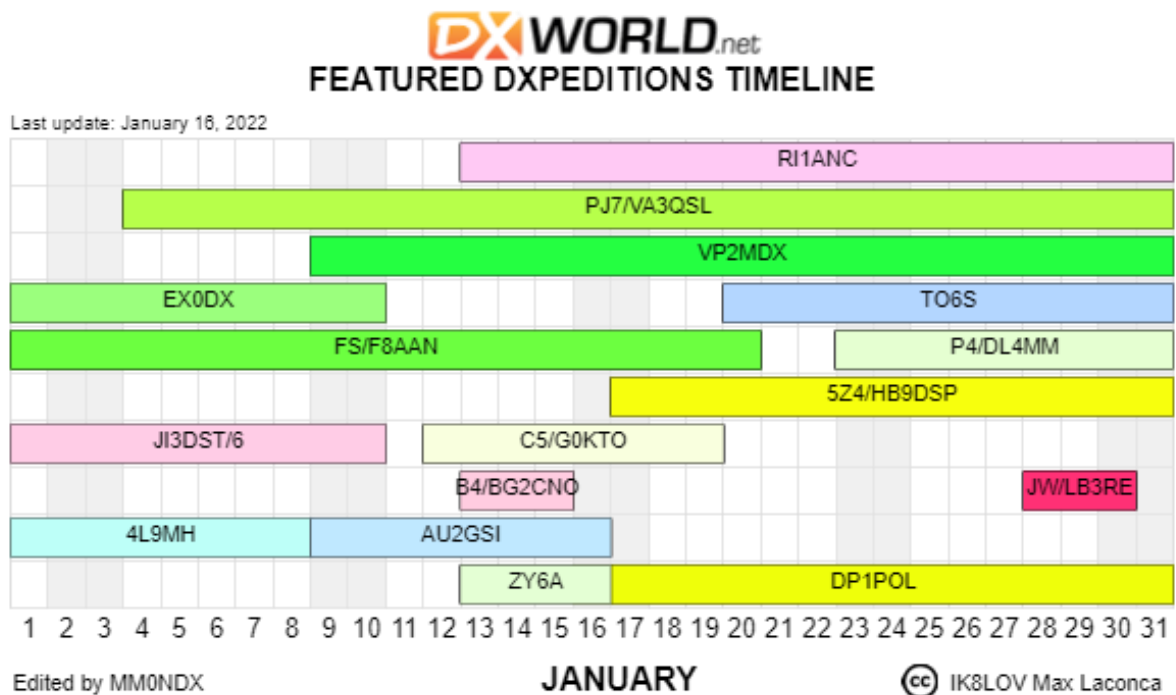 DXWORLD.net
FEATURED DXPEDITIONS TIMELINE
Last update: January 16, 2022
RI1ANC
PJ7/VA3QSL
VP2MDX
EX0DX TO6S
FS/F8AAN P4/DL4MM
5Z4/HB9DSP
JI3DST/6 C5/G0KTO
B4/BG2CNO JW/LB3RE
4L9MH AU2GSI
ZY6A DP1POL
1 2 3 4 5 6 7 8 9 10 11 12 13 14 15 16 17 18 19 20 21 22 23 24 25 26 27 28 29 30 31
Edited by MM0NDX JANUARY cc IK8LOV Max Laconca